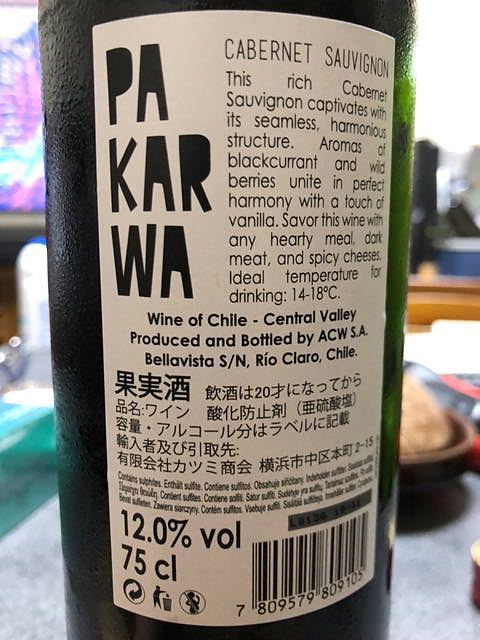 PA
KAR
WA
CABERNET SAUVIGNON
This rich Cabernet
Sauvignon captivates with
its seamless, harmonious
structure. Aromas of
blackcurrant and wild
berries unite in perfect
harmony with a touch of
vanilla. Savor this wine with
any hearty meal, dark
meat, and spicy cheeses.
Ideal temperature for
drinking: 14-18°C.
Wine of Chile - Central Valley
Produced and Bottled by ACW S.A.
Bellavista S/N, Río Claro, Chile.
果実酒 飲酒は20才になってから
品名:ワイン 酸化防止剤（亜硫酸塩）
容量・アルコール分はラベルに記載
輸入者及び引取先:
有限会社カツミ商会 横浜市中区本町2-15
Contains sulphites. Enthält sulfite. Contiene sulfitos. Obsahuje siřičitany. Indeholder sulfitter.
12.0% vol
75 cl
7 809579 809105